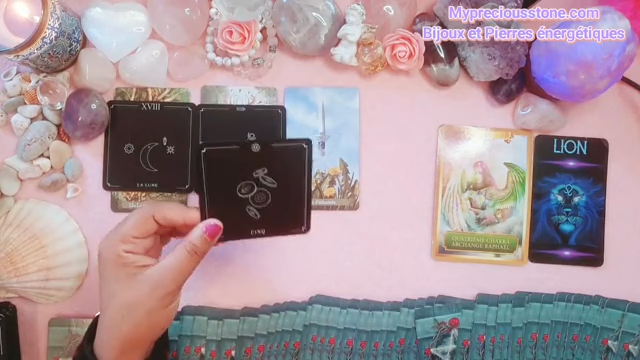 Mypreciousstone.com
Bijoux et Pierres énergétiques
XVIII
LA LUNE
CINQ
QUATRIÈME CHAKRA
ARCHANGE RAPHAËL
LION